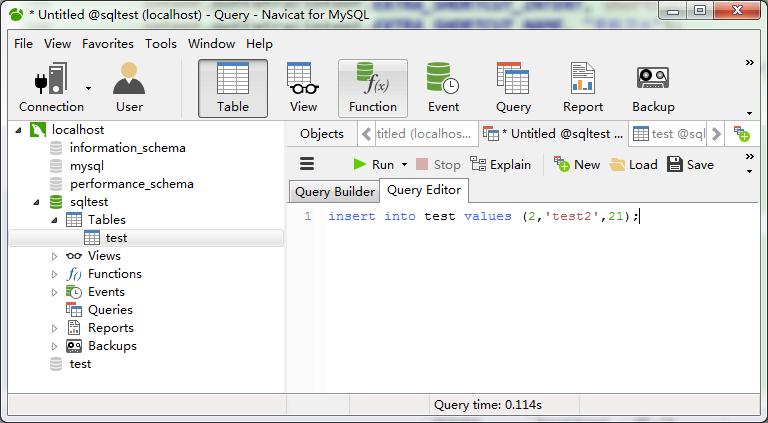 * Untitled @sqltest (localhost) - Query - Navicat for MySQL
File View Favorites Tools Window Help
Connection User Table View Function Event Query Report Backup
localhost
information_schema
mysql
performance_schema
sqltest
Tables
test
Views
Functions
Events
Queries
Reports
Backups
test
Objects titled (localhos... * Untitled @sqltest ... test @sql
Run Stop Explain New Load Save
Query Builder Query Editor
1 insert into test values (2,'test2',21);
Query time: 0.114s